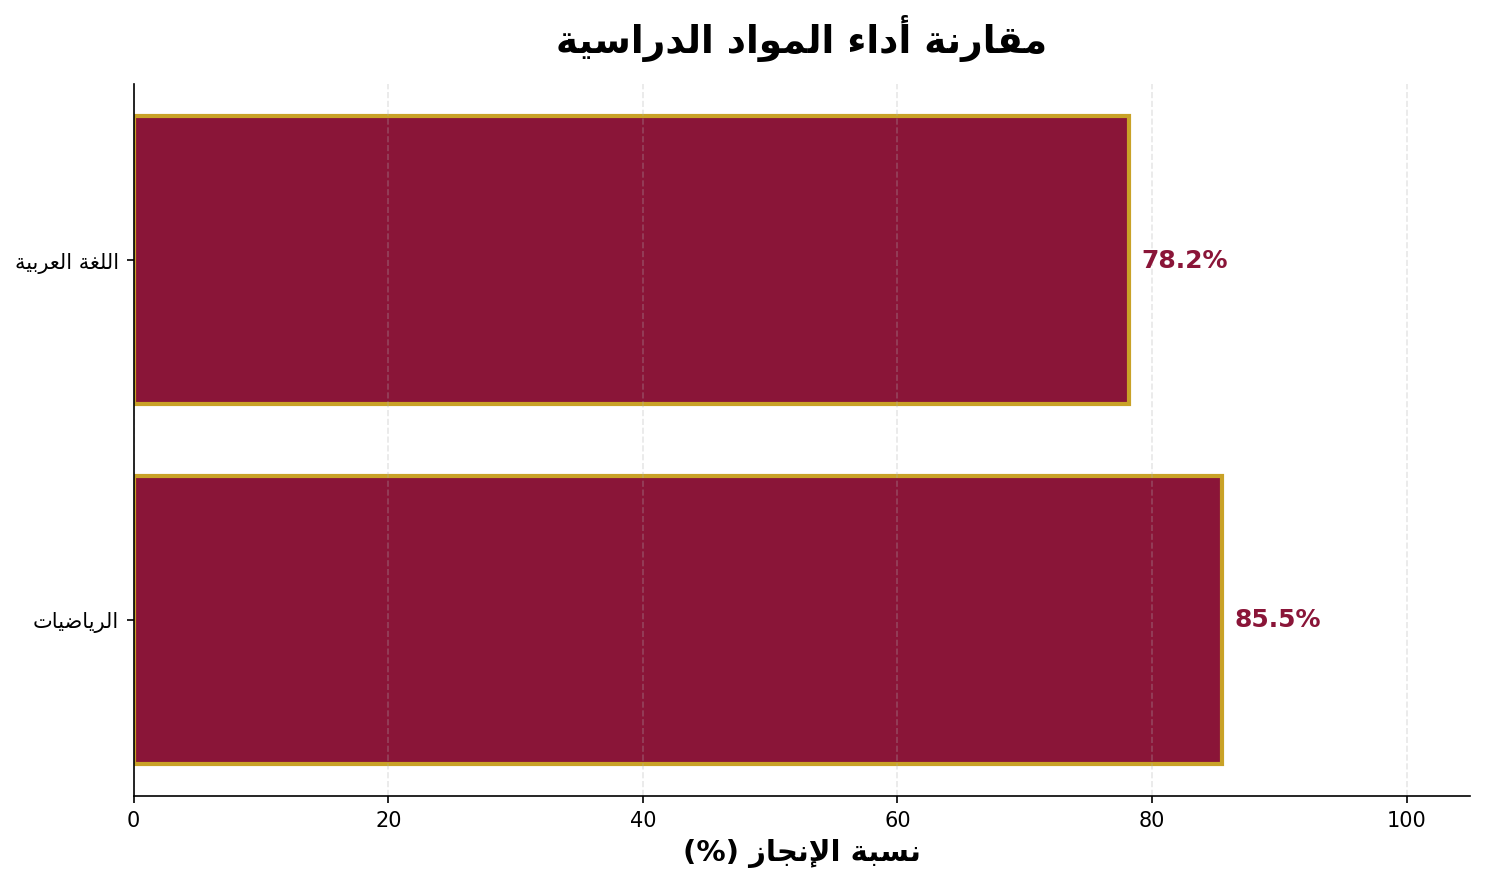 مقارنة أداء المواد الدراسية
اللغة العربية
78.2%
الرياضيات
85.5%
0 20 40 60 80 100
نسبة الإنجاز (%)